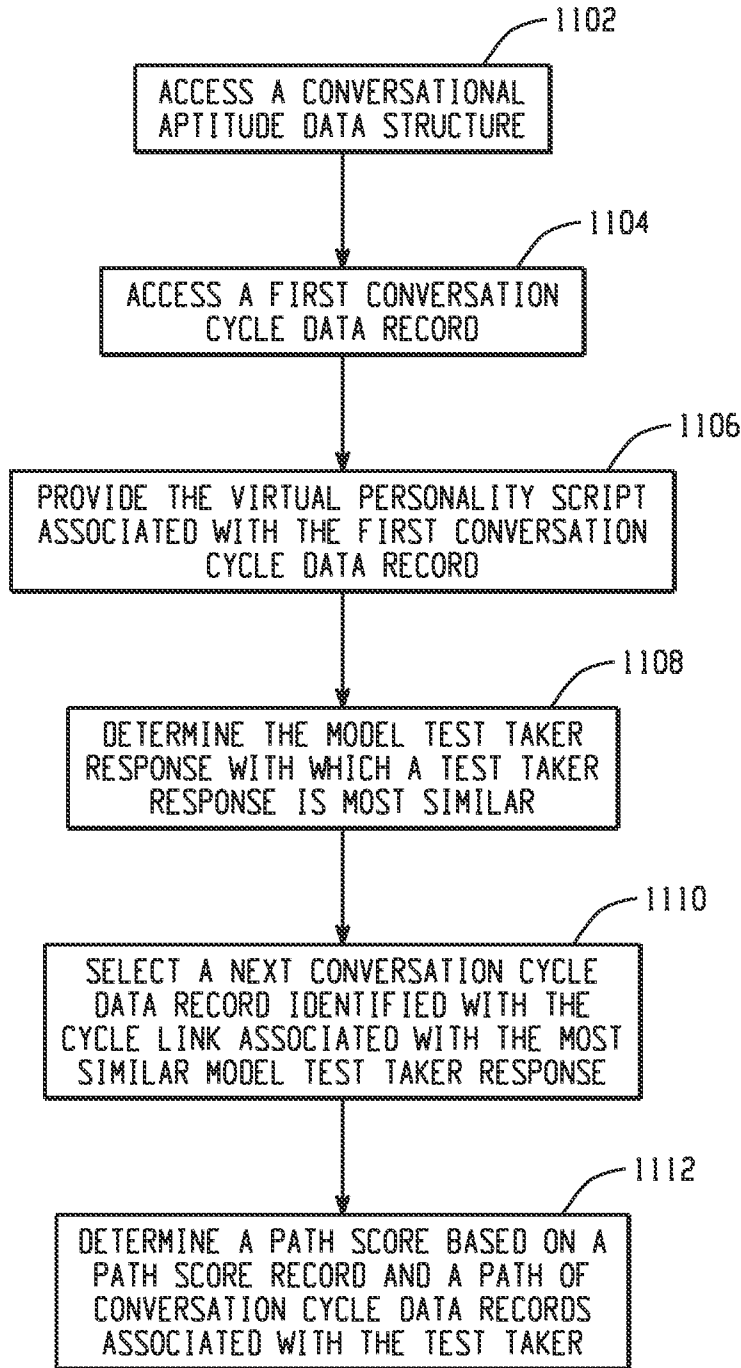 1102
ACCESS A CONVERSATIONAL
APTITUDE DATA STRUCTURE
1104
ACCESS A FIRST CONVERSATION
CYCLE DATA RECORD
1106
PROVIDE THE VIRTUAL PERSONALITY SCRIPT
ASSOCIATED WITH THE FIRST CONVERSATION
CYCLE DATA RECORD
1108
DETERMINE THE MODEL TEST TAKER
RESPONSE WITH WHICH A TEST TAKER
RESPONSE IS MOST SIMILAR
1110
SELECT A NEXT CONVERSATION CYCLE
DATA RECORD IDENTIFIED WITH THE
CYCLE LINK ASSOCIATED WITH THE MOST
SIMILAR MODEL TEST TAKER RESPONSE
1112
DETERMINE A PATH SCORE BASED ON A
PATH SCORE RECORD AND A PATH OF
CONVERSATION CYCLE DATA RECORDS
ASSOCIATED WITH THE TEST TAKER